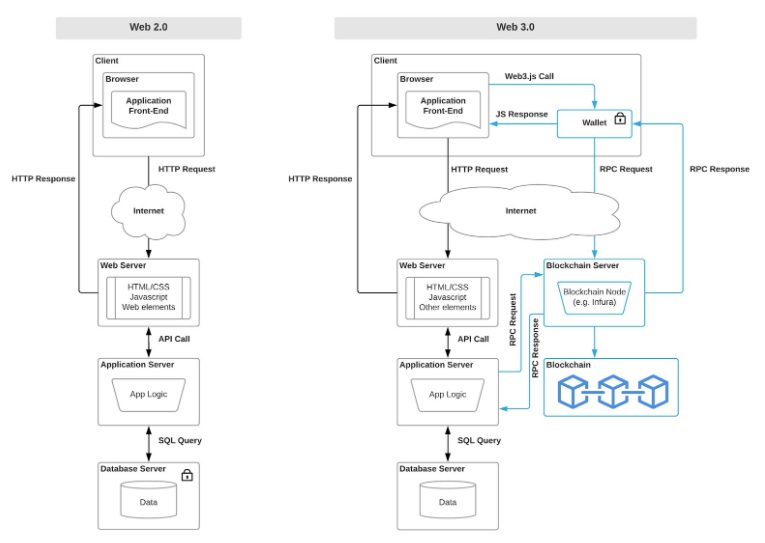 Web 2.0
Client
Browser
Application
Front-End
HTTP Response
HTTP Request
Internet
Web Server
HTML/CSS
Javascript
Web elements
API Call
Application Server
App Logic
SQL Query
Database Server
Data
Web 3.0
Client
Browser
Application
Front-End
Web3.js Call
JS Response
Wallet
HTTP Response
HTTP Request
RPC Request
RPC Response
Internet
Web Server
HTML/CSS
Javascript
Other elements
Blockchain Server
Blockchain Node
(e.g. Infura)
RPC Request
RPC Response
API Call
Application Server
App Logic
Blockchain
SQL Query
Database Server
Data